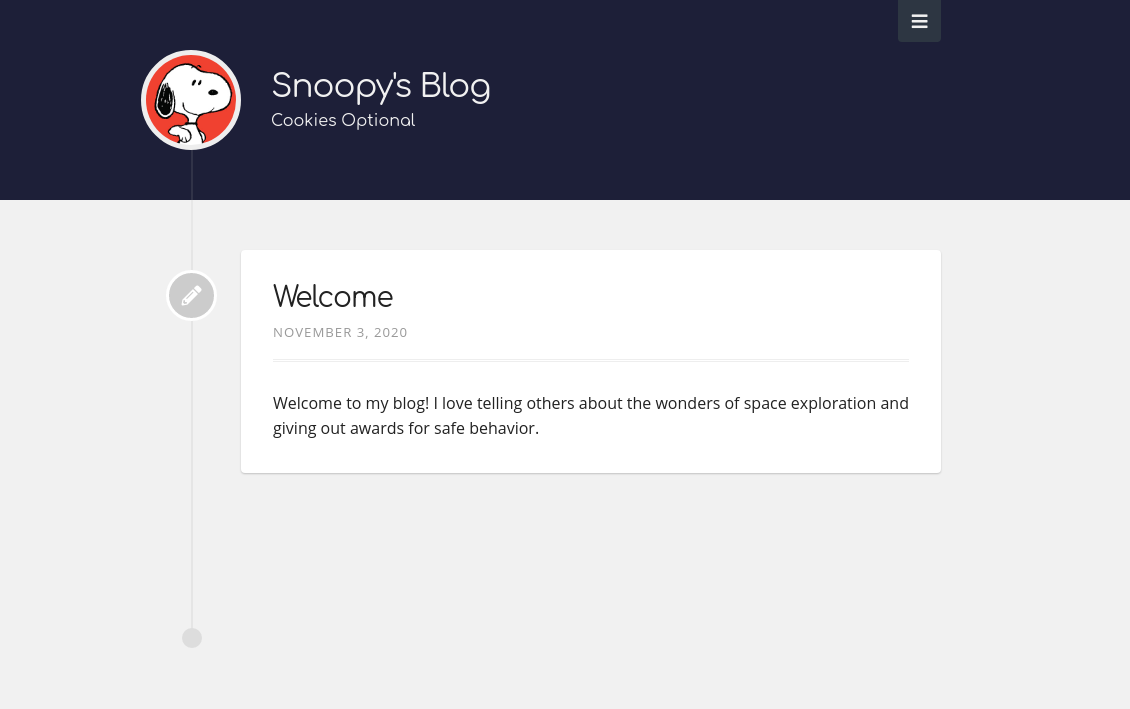 Snoopy's Blog
Cookies Optional
Welcome
NOVEMBER 3, 2020
Welcome to my blog! I love telling others about the wonders of space exploration and
giving out awards for safe behavior.